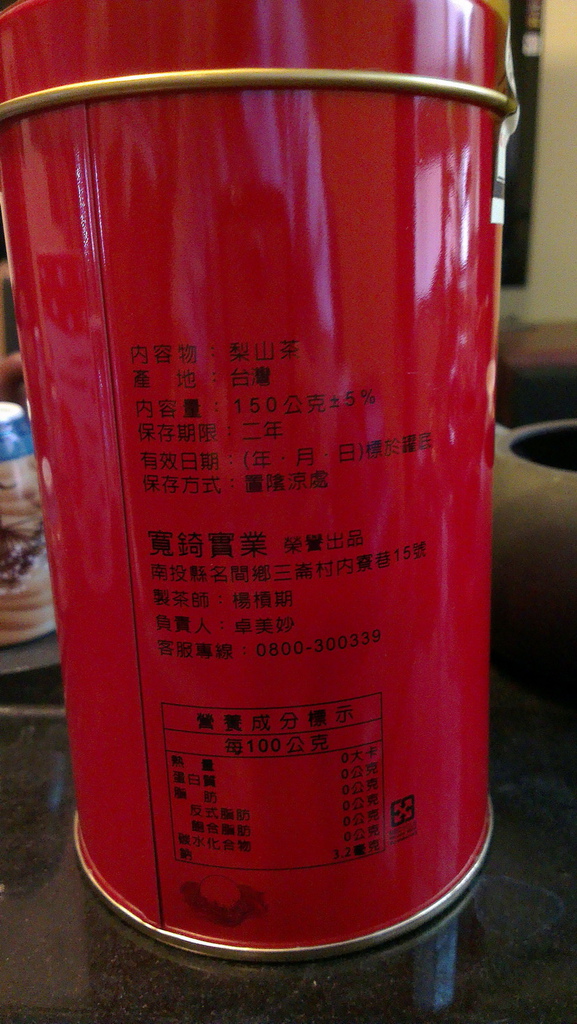 內容物：梨山茶
產　地：台灣
內容量：150公克±5%
保存期限：二年
有效日期：(年．月．日)標於罐底
保存方式：置陰涼處
寬錡實業 榮譽出品
南投縣名間鄉三崙村內寮巷15號
製茶師：楊槓期
負責人：卓美妙
客服專線：0800-300339
營養成分標示
每100公克
熱　量 0大卡
蛋白質 0公克
脂　肪 0公克
反式脂肪 0公克
飽合脂肪 0公克
碳水化合物 0公克
鈉 3.2毫克